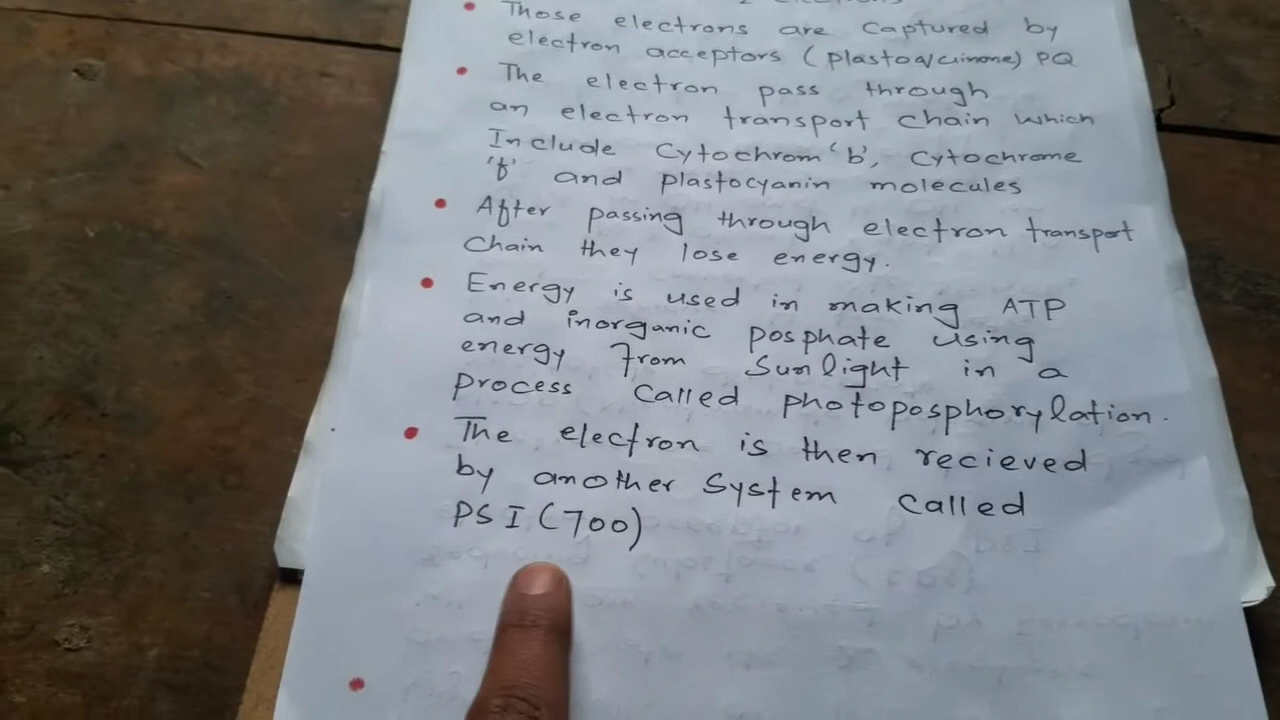 Those electrons are captured by
electron acceptors (plastoquinone) PQ
The electron pass through
an electron transport chain which
Include Cytochrom 'b', Cytochrome
'f' and plastocyanin molecules
After passing through electron transport
Chain they lose energy.
Energy is used in making ATP
and inorganic posphate using
energy from Sunlight in a
process called photoposphorylation.
The electron is then recieved
by another system called
PSI (700)